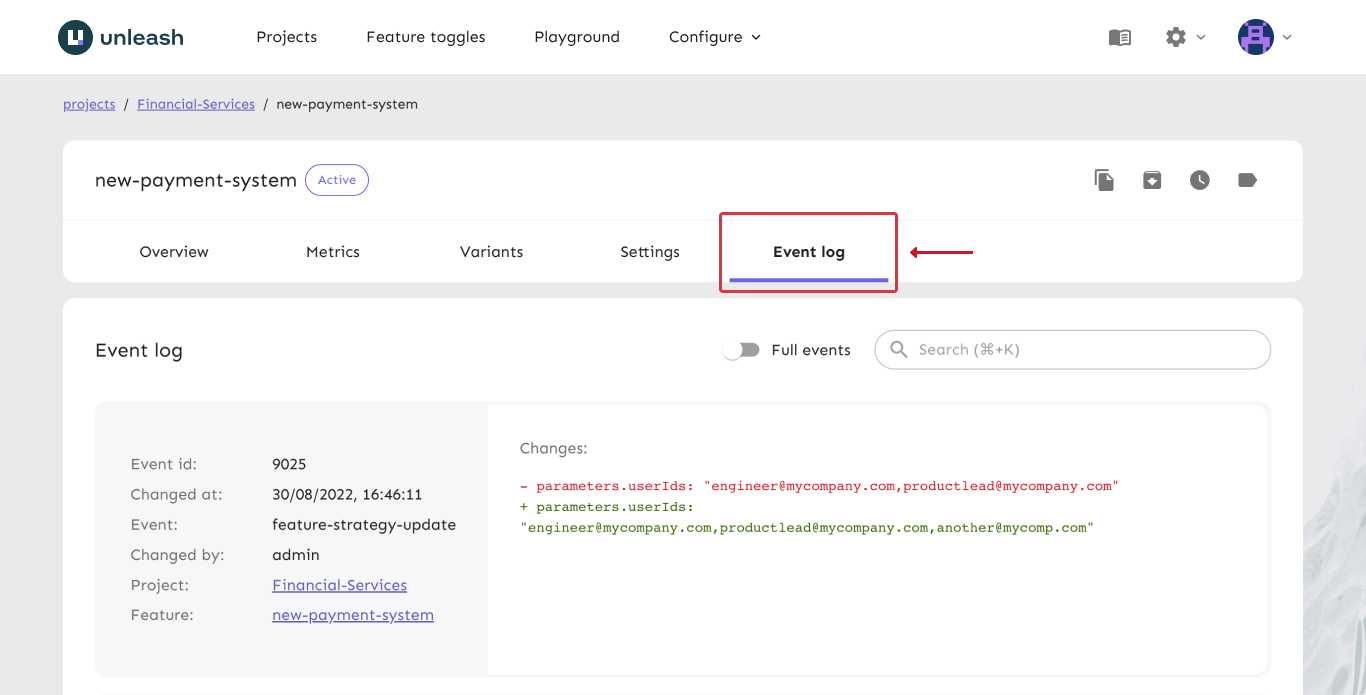 unleash Projects Feature toggles Playground Configure
projects / Financial-Services / new-payment-system
new-payment-system Active
Overview Metrics Variants Settings Event log
Event log Full events Search (⌘+K)
Changes:
Event id: 9025
Changed at: 30/08/2022, 16:46:11
Event: feature-strategy-update
Changed by: admin
Project: Financial-Services
Feature: new-payment-system
- parameters.userIds: "engineer@mycompany.com,productlead@mycompany.com"
+ parameters.userIds:
"engineer@mycompany.com,productlead@mycompany.com,another@mycomp.com"